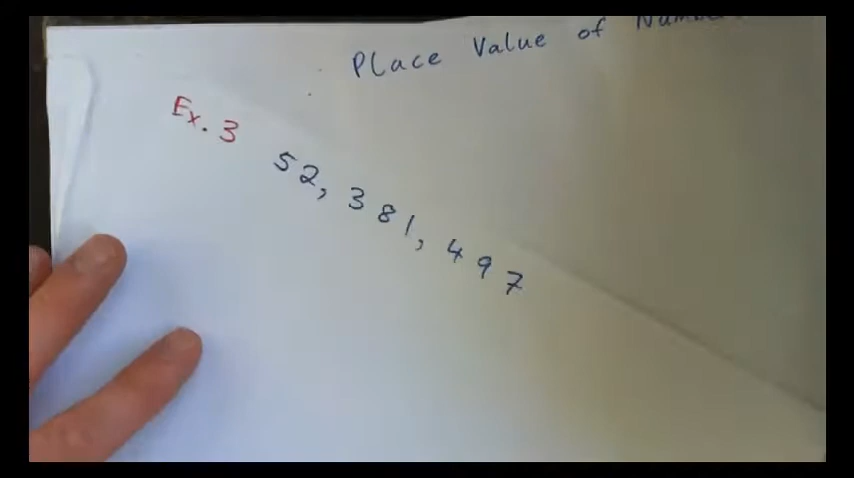 Place Value of
Ex. 3 52, 381, 497